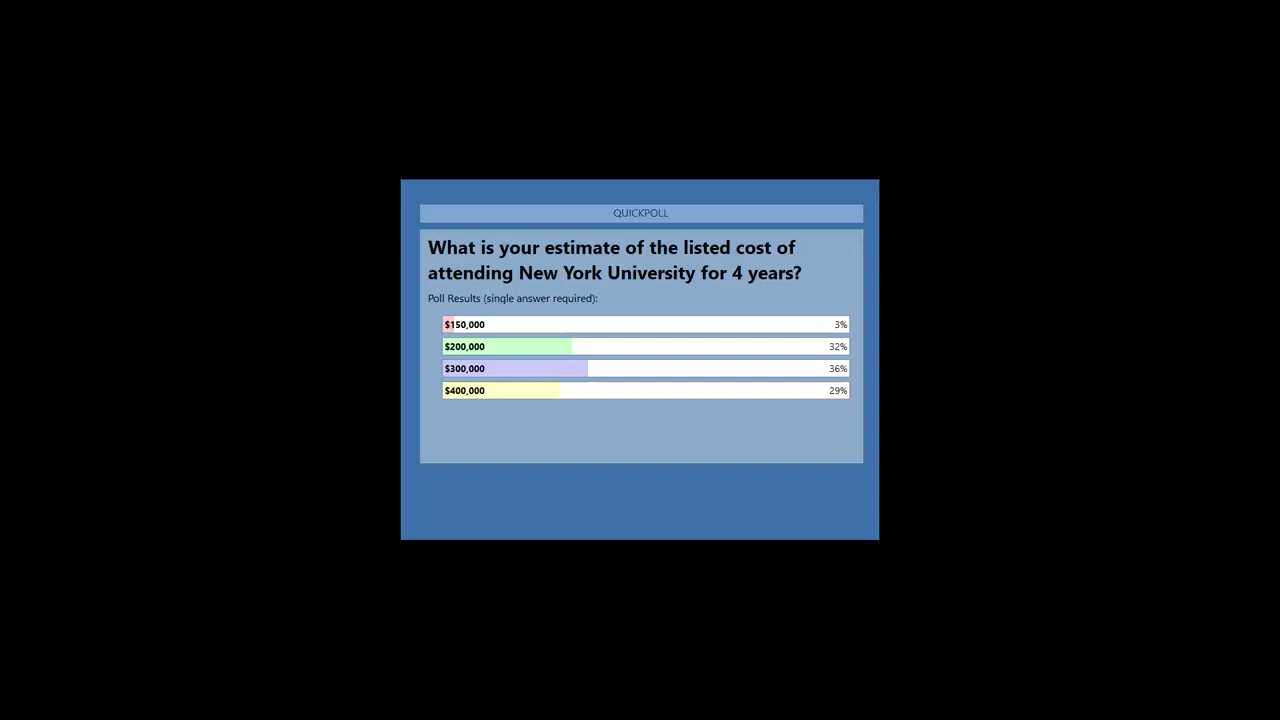 QUICKPOLL
What is your estimate of the listed cost of
attending New York University for 4 years?
Poll Results (single answer required):
$150,000 3%
$200,000 32%
$300,000 36%
$400,000 29%